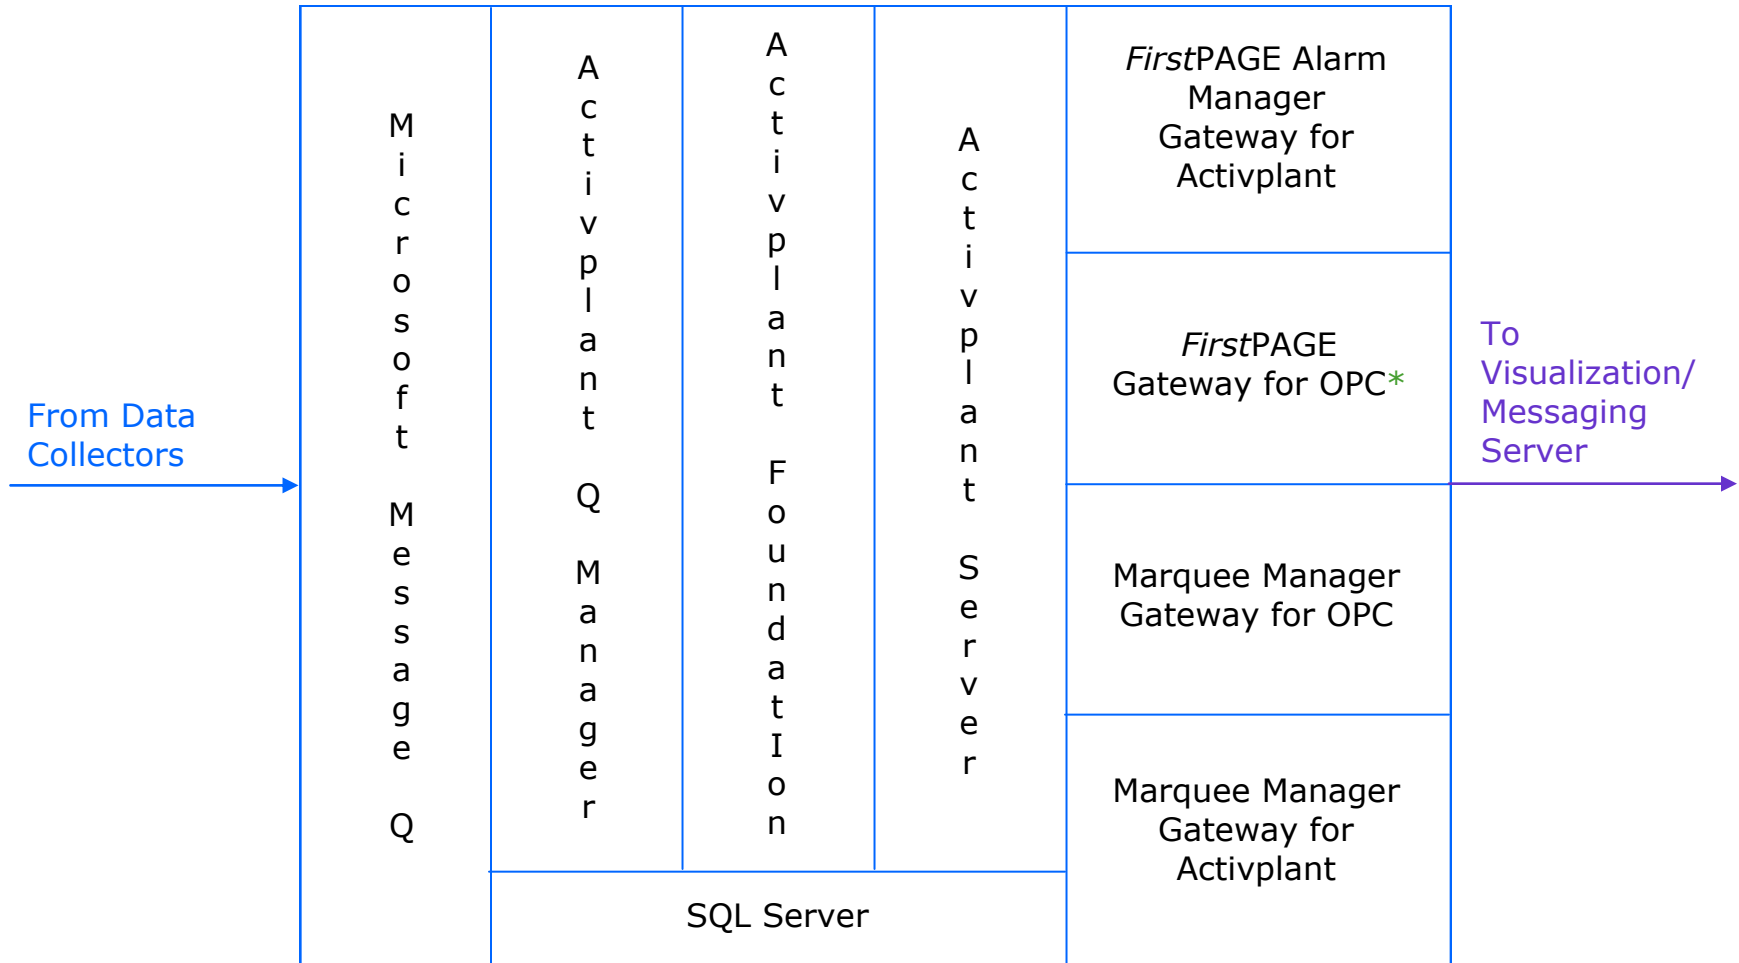 From Data
Collectors
Microsoft Message Q
Activplant Q Manager
Activplant FoundatIon
Activplant Server
SQL Server
FirstPAGE Alarm
Manager
Gateway for
Activplant
FirstPAGE
Gateway for OPC*
Marquee Manager
Gateway for OPC
Marquee Manager
Gateway for
Activplant
To
Visualization/
Messaging
Server